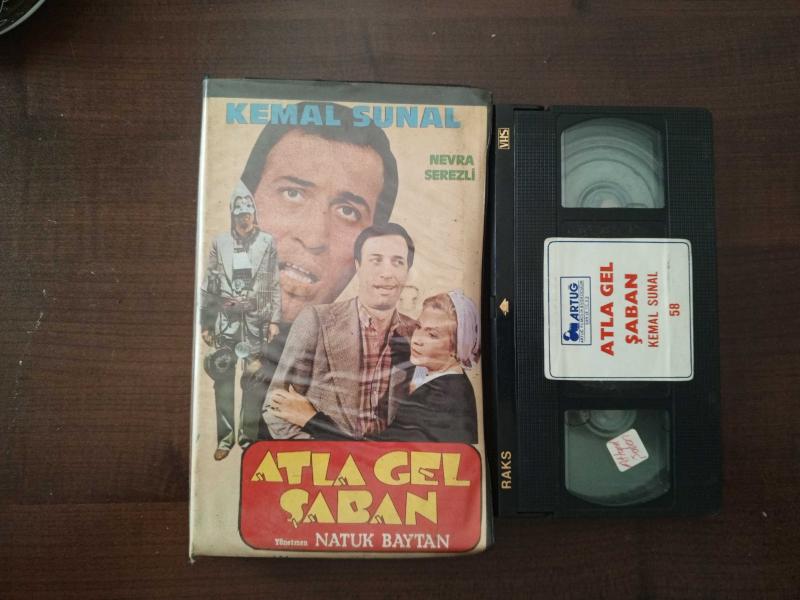 KEMAL SUNAL
NEVRA
SEREZLİ
ATLA GEL
ŞABAN
Yönetmen NATUK BAYTAN
VHS
RAKS
ARTUG
ATLA GEL
ŞABAN
KEMAL SUNAL
58